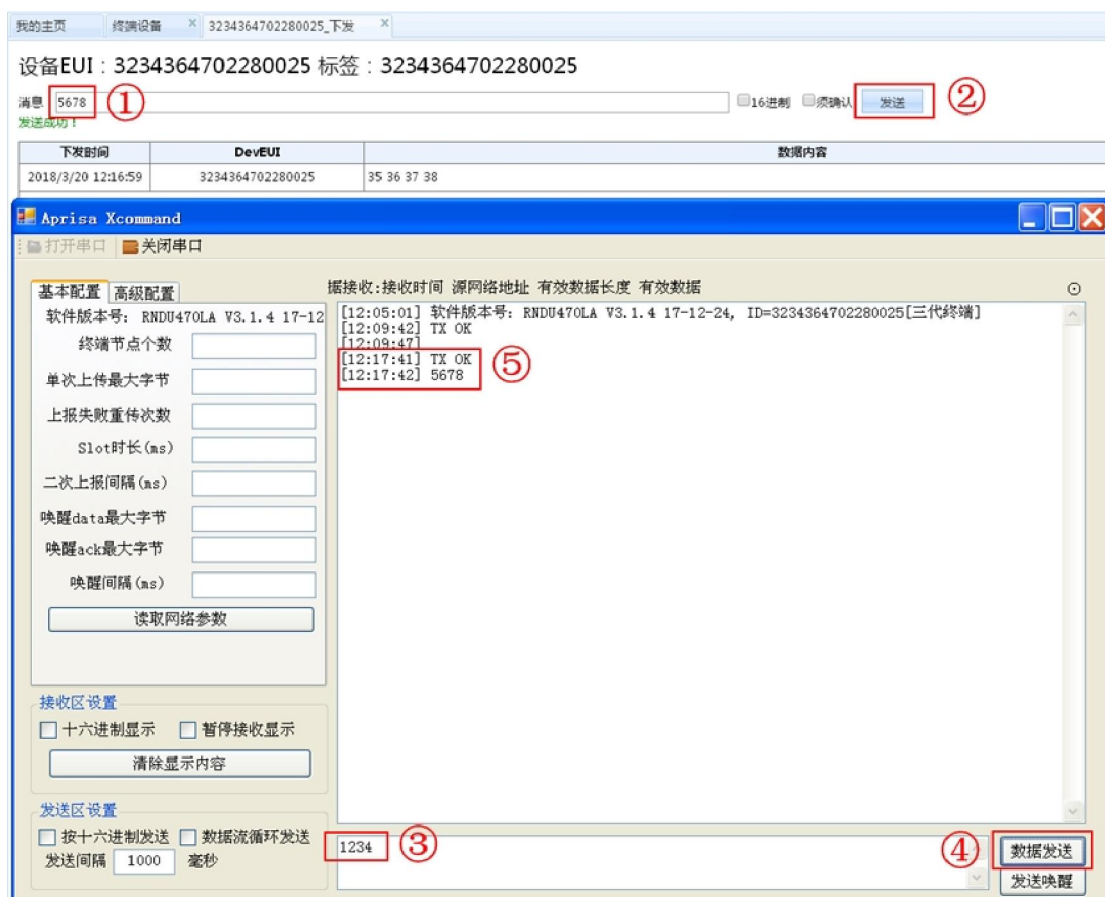 我的主页 终端设备 × 3234364702280025_下发 ×
设备EUI：3234364702280025 标签：3234364702280025
消息 5678 ① 16进制 须确认 发送 ②
发送成功！
下发时间 DevEUI 数据内容
2018/3/20 12:16:59 3234364702280025 35 36 37 38
Aprisa Xcommand
打开串口 关闭串口
基本配置 高级配置 据接收:接收时间 源网络地址 有效数据长度 有效数据
软件版本号: RNDU470LA V3.1.4 17-12
终端节点个数
单次上传最大字节
上报失败重传次数
Slot时长(ms)
二次上报间隔(ms)
唤醒data最大字节
唤醒ack最大字节
唤醒间隔(ms)
读取网络参数
[12:05:01] 软件版本号: RNDU470LA V3.1.4 17-12-24, ID=3234364702280025[三代终端]
[12:09:42] TX OK
[12:09:47]
[12:17:41] TX OK
[12:17:42] 5678
⑤
接收区设置
十六进制显示 暂停接收显示
清除显示内容
发送区设置
按十六进制发送 数据流循环发送
发送间隔 1000 毫秒
1234 ③ ④ 数据发送
发送唤醒